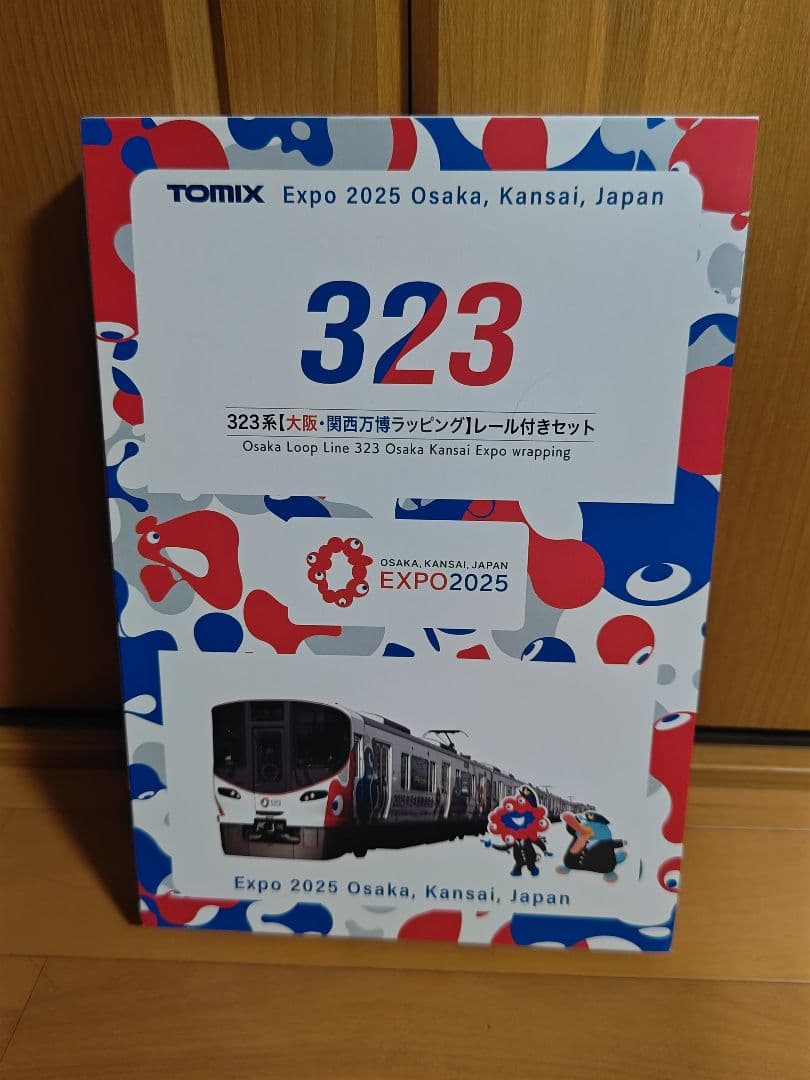 TOMIX Expo 2025 Osaka, Kansai, Japan
323
323系【大阪・関西万博ラッピング】レール付きセット
Osaka Loop Line 323 Osaka Kansai Expo wrapping
OSAKA, KANSAI, JAPAN
EXPO2025
Expo 2025 Osaka, Kansai, Japan